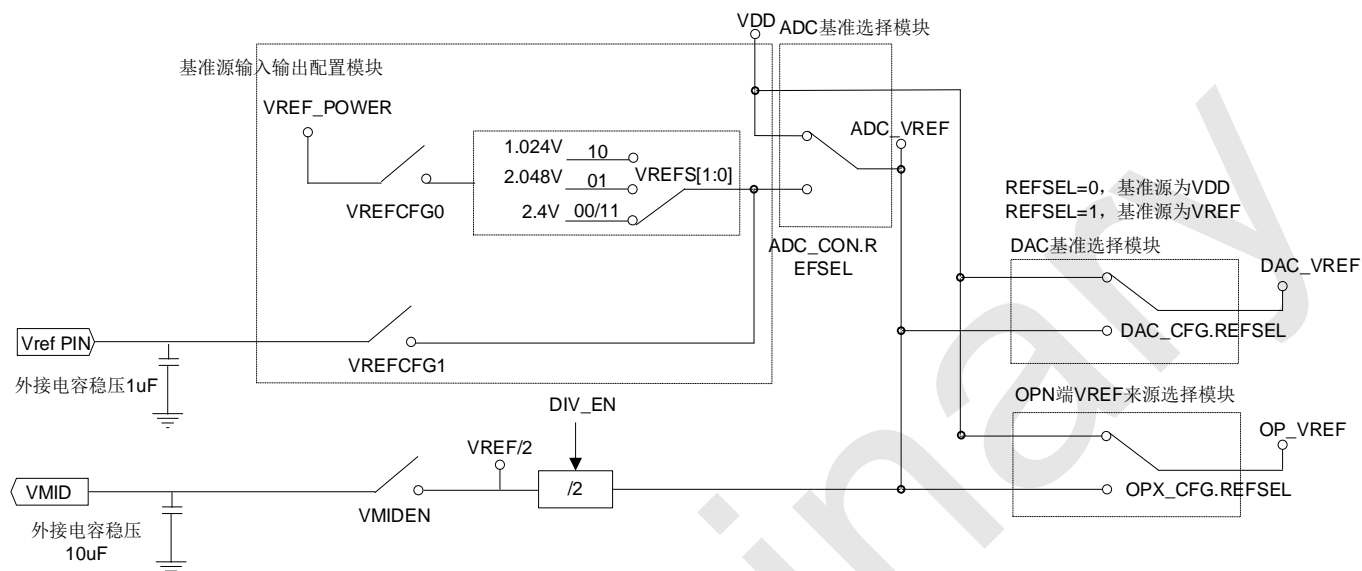 VDD
ADC基准选择模块
基准源输入输出配置模块
VREF_POWER
ADC_VREF
1.024V
10
2.048V
01
VREFS[1:0]
2.4V
00/11
VREFCFG0
ADC_CON.R
EFSEL
REFSEL=0，基准源为VDD
REFSEL=1，基准源为VREF
DAC基准选择模块
DAC_VREF
DAC_CFG.REFSEL
Vref PIN
VREFCFG1
外接电容稳压1uF
OPN端VREF来源选择模块
DIV_EN
OP_VREF
VREF/2
VMID
/2
OPX_CFG.REFSEL
VMIDEN
外接电容稳压
10uF
inary